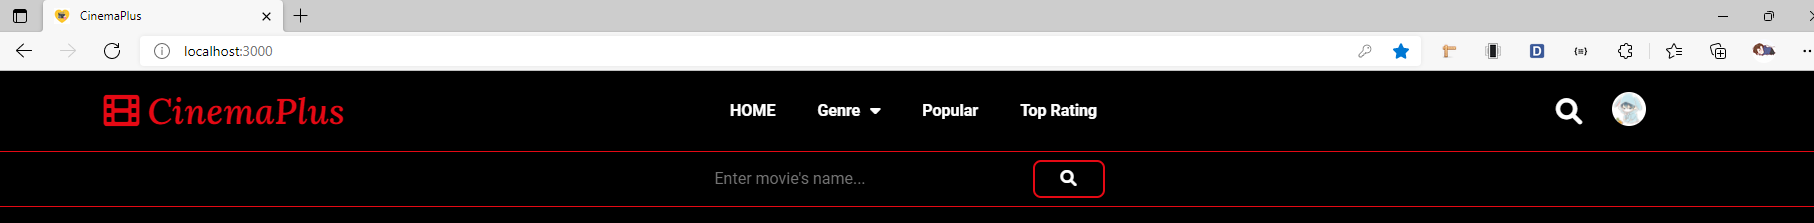 CinemaPlus
localhost:3000
D
CinemaPlus HOME Genre Popular Top Rating
Enter movie's name...